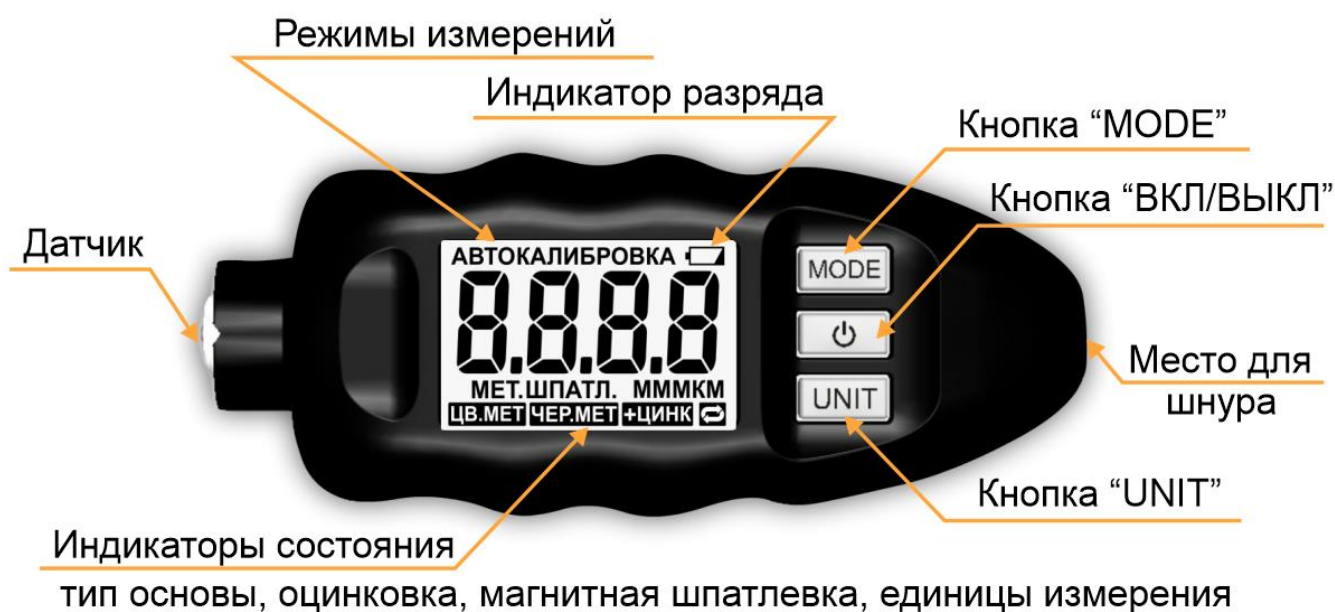 Режимы измерений
Индикатор разряда
Кнопка “MODE”
Кнопка “ВКЛ/ВЫКЛ”
Датчик
АВТОКАЛИБРОВКА
8.8.8.8
МЕТ.ШПАТЛ. МММКМ
ЦВ.МЕТ ЧЕР.МЕТ +ЦИНК
MODE
UNIT
Место для
шнура
Кнопка “UNIT”
Индикаторы состояния
тип основы, оцинковка, магнитная шпатлевка, единицы измерения